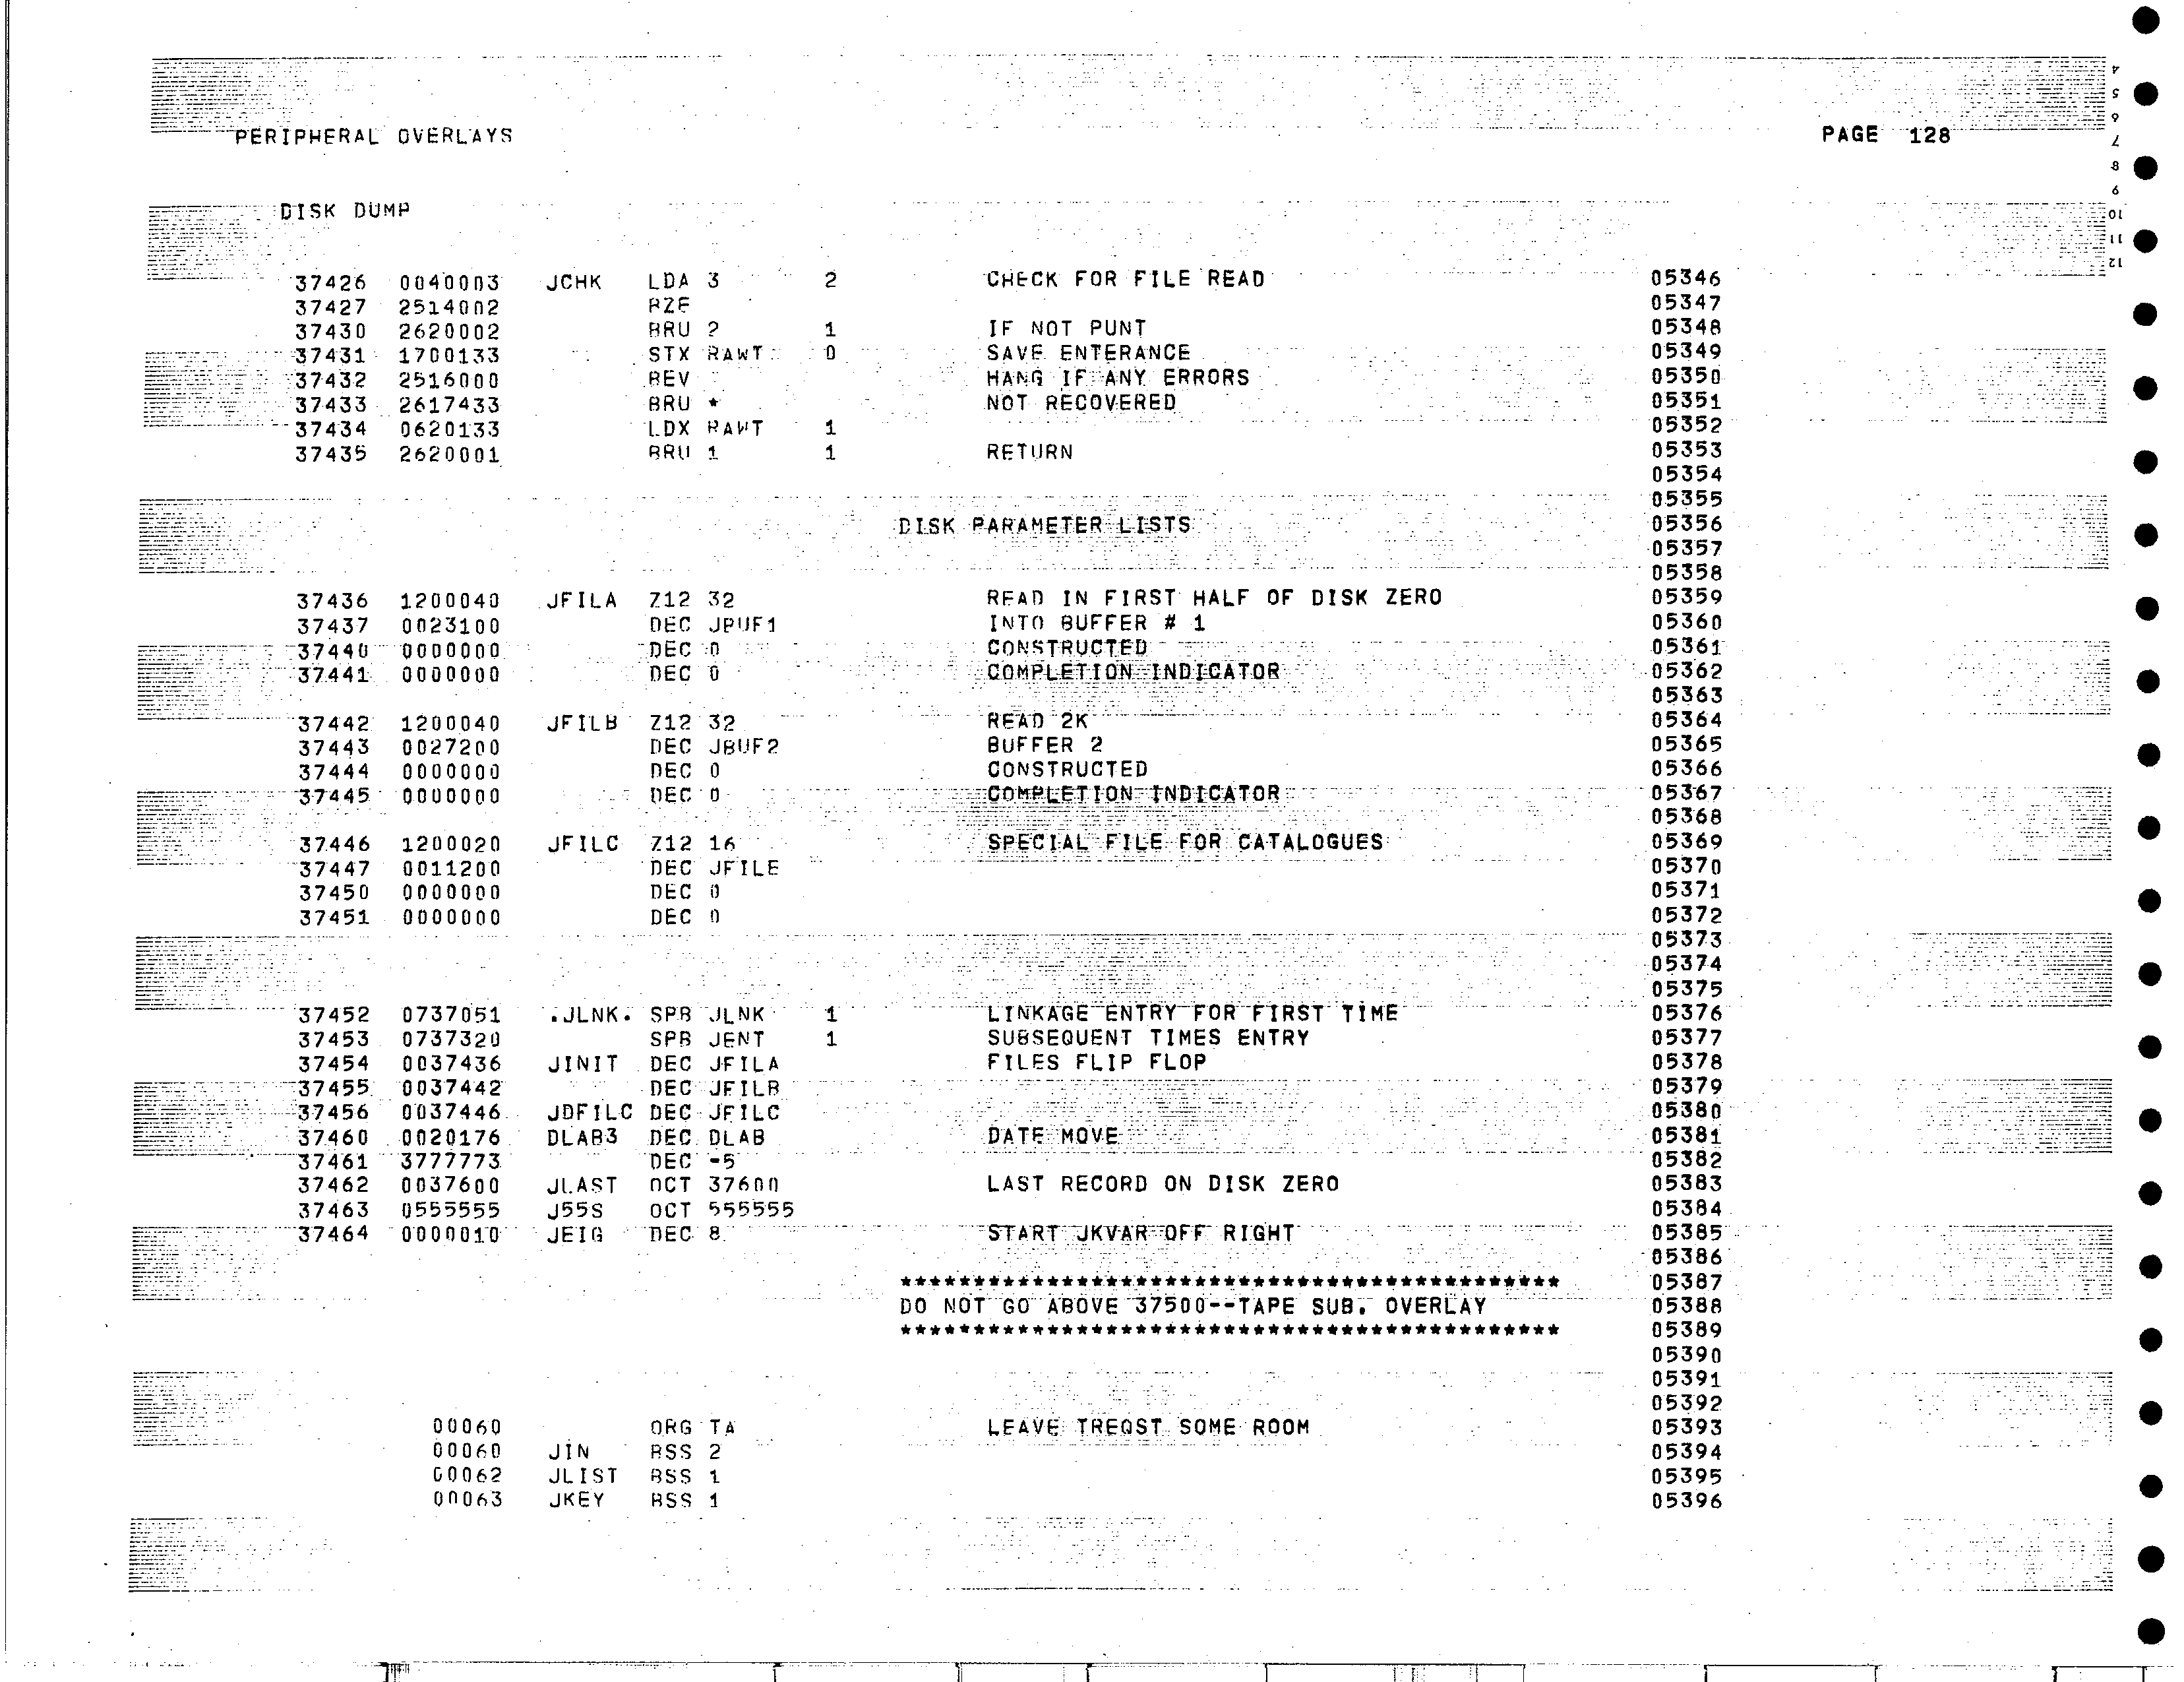 PERIPHERAL OVERLAYS PAGE 128
DISK DUMP
37426 0040003 JCHK LDA 3 2 CHECK FOR FILE READ 05346
37427 2514002 BZE 05347
37430 2620002 BRU 2 1 IF NOT PUNT 05348
37431 1700133 STX RAWT 0 SAVE ENTERANCE 05349
37432 2516000 BEV HANG IF ANY ERRORS 05350
37433 2617433 BRU * NOT RECOVERED 05351
37434 0620133 LDX RAWT 1 05352
37435 2620001 BRU 1 1 RETURN 05353
05354
05355
DISK PARAMETER LISTS 05356
05357
05358
37436 1200040 JFILA Z12 32 READ IN FIRST HALF OF DISK ZERO 05359
37437 0023100 DEC JBUF1 INTO BUFFER # 1 05360
37440 0000000 DEC 0 CONSTRUCTED 05361
37441 0000000 DEC 0 COMPLETION INDICATOR 05362
05363
37442 1200040 JFILB Z12 32 READ 2K 05364
37443 0027200 DEC JBUF2 BUFFER 2 05365
37444 0000000 DEC 0 CONSTRUCTED 05366
37445 0000000 DEC 0 COMPLETION INDICATOR 05367
05368
37446 1200020 JFILC Z12 16 SPECIAL FILE FOR CATALOGUES 05369
37447 0011200 DEC JFILE 05370
37450 0000000 DEC 0 05371
37451 0000000 DEC 0 05372
05373
05374
05375
37452 0737051 .JLNK. SPB JLNK 1 LINKAGE ENTRY FOR FIRST TIME 05376
37453 0737320 SPB JENT 1 SUBSEQUENT TIMES ENTRY 05377
37454 0037436 JINIT DEC JFILA FILES FLIP FLOP 05378
37455 0037442 DEC JFILB 05379
37456 0037446 JDFILC DEC JFILC 05380
37460 0020176 DLAB3 DEC DLAB DATE MOVE 05381
37461 3777773 DEC -5 05382
37462 0037600 JLAST OCT 37600 LAST RECORD ON DISK ZERO 05383
37463 0555555 J55S OCT 555555 05384
37464 0000010 JEIG DEC 8 START JKVAR OFF RIGHT 05385
05386
********************************************* 05387
DO NOT GO ABOVE 37500--TAPE SUB. OVERLAY 05388
********************************************* 05389
05390
05391
05392
00060 ORG TA LEAVE TREQST SOME ROOM 05393
00060 JIN BSS 2 05394
00062 JLIST BSS 1 05395
00063 JKEY BSS 1 05396
4
5
6
7
8
9
10
11
12